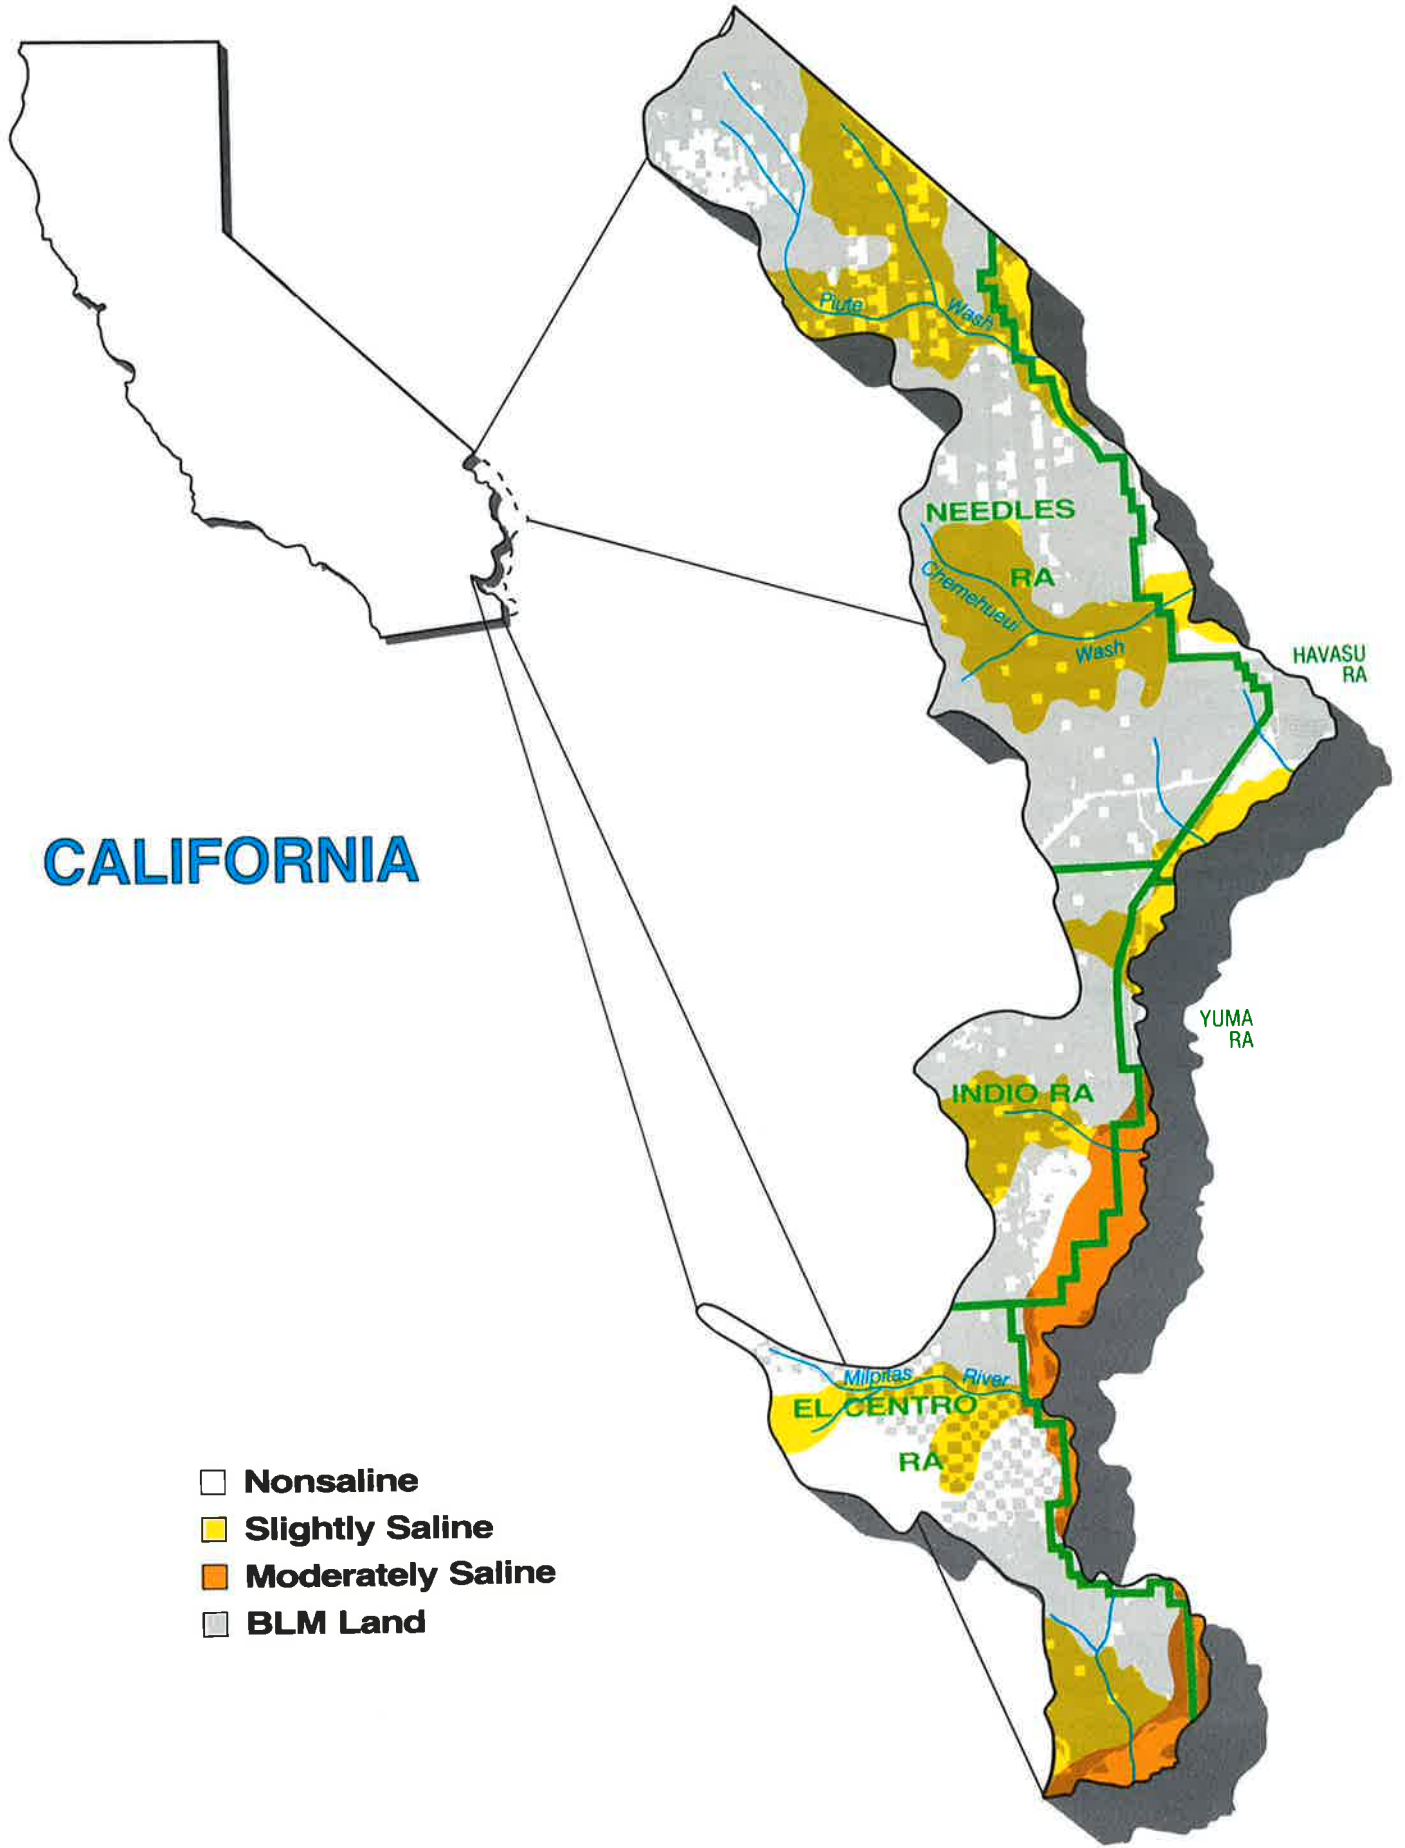 Piute
Wash
NEEDLES
RA
Chemehueui
Wash
HAVASU
RA
CALIFORNIA
YUMA
RA
INDIO RA
Milpitas River
EL CENTRO
RA
Nonsaline
Slightly Saline
Moderately Saline
BLM Land